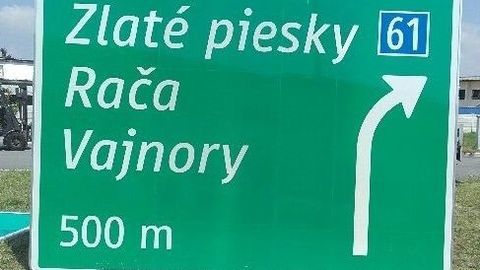 Zlaté piesky 61
Rača
Vajnory
500 m